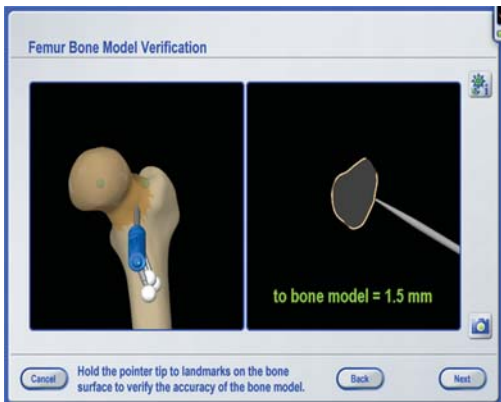 Femur Bone Model Verification
to bone model = 1.5 mm
Cancel
Hold the pointer tip to landmarks on the bone
surface to verify the accuracy of the bone model.
Back
Next